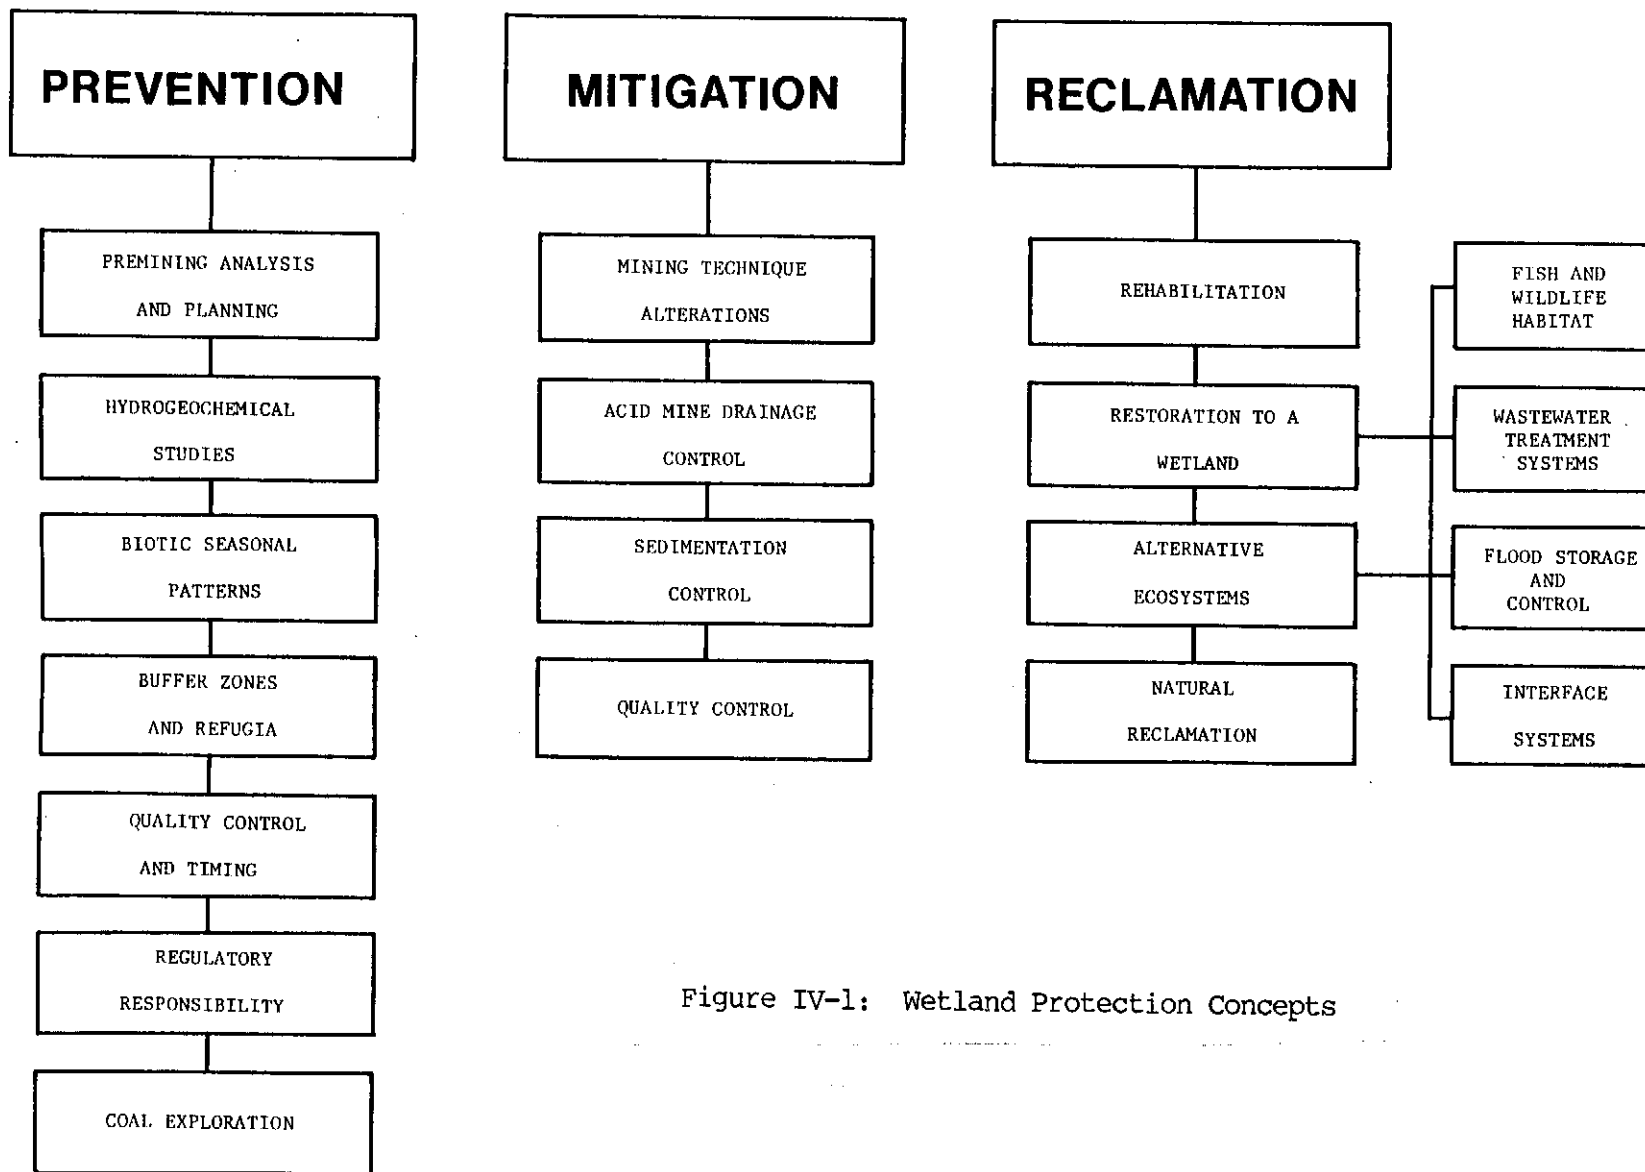 PREVENTION
PREMINING ANALYSIS
AND PLANNING
HYDROGEOCHEMICAL
STUDIES
BIOTIC SEASONAL
PATTERNS
BUFFER ZONES
AND REFUGIA
QUALITY CONTROL
AND TIMING
REGULATORY
RESPONSIBILITY
COAL EXPLORATION
MITIGATION
MINING TECHNIQUE
ALTERATIONS
ACID MINE DRAINAGE
CONTROL
SEDIMENTATION
CONTROL
QUALITY CONTROL
RECLAMATION
REHABILITATION
RESTORATION TO A
WETLAND
ALTERNATIVE
ECOSYSTEMS
NATURAL
RECLAMATION
FISH AND
WILDLIFE
HABITAT
WASTEWATER
TREATMENT
SYSTEMS
FLOOD STORAGE
AND
CONTROL
INTERFACE
SYSTEMS
Figure IV-1: Wetland Protection Concepts